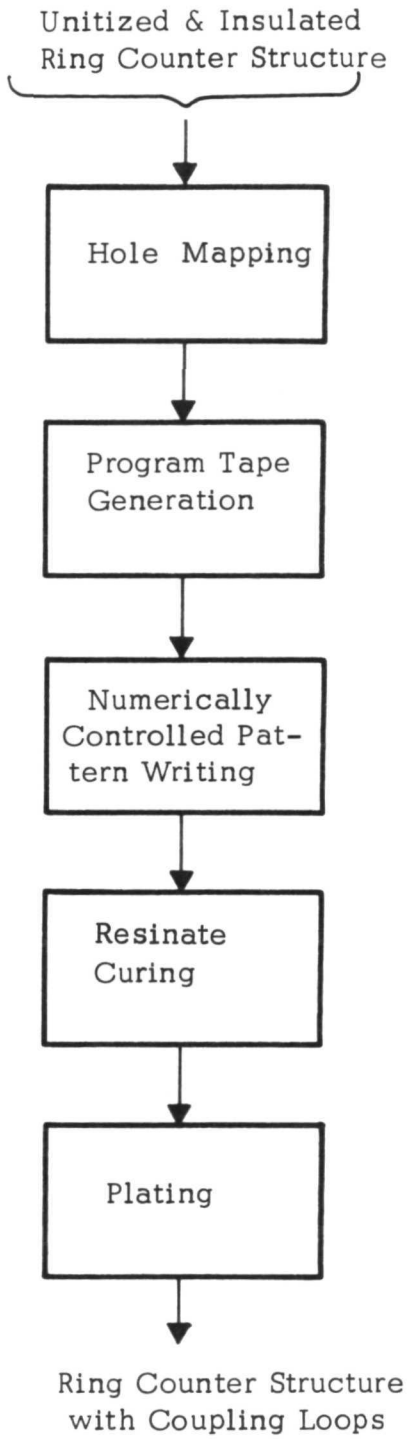 Unitized & Insulated
Ring Counter Structure
Hole Mapping
Program Tape
Generation
Numerically
Controlled Pat-
tern Writing
Resinate
Curing
Plating
Ring Counter Structure
with Coupling Loops